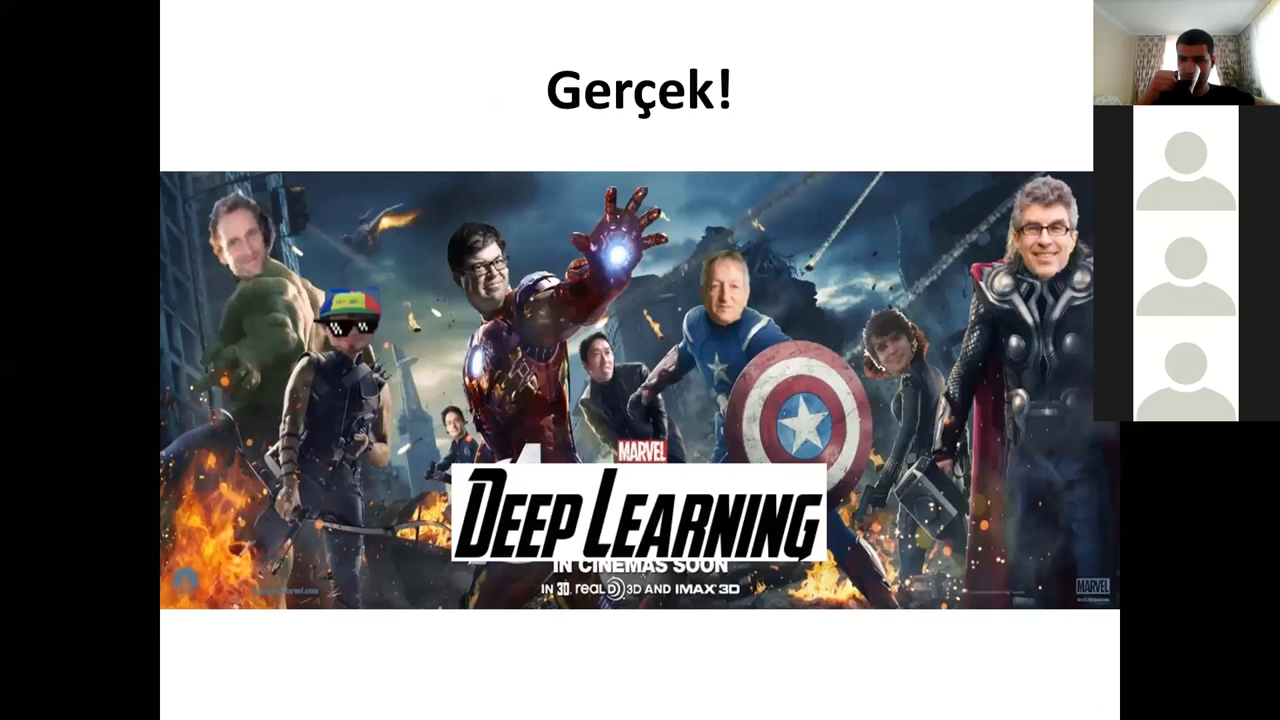 Gerçek!
MARVEL
DEEP LEARNING
IN CINEMAS SOON
IN 3D, REAL D 3D AND IMAX 3D
MARVEL